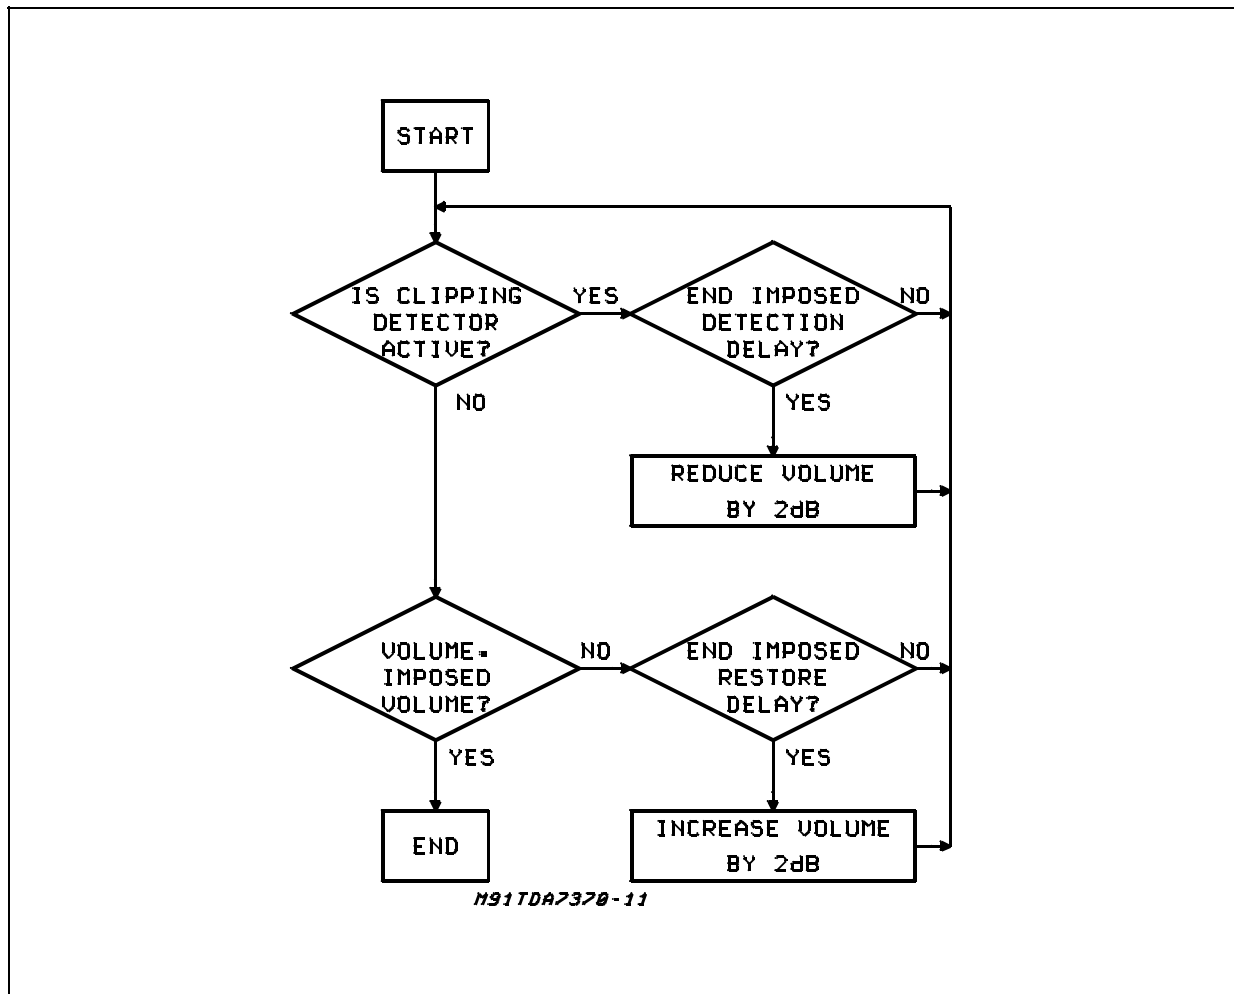 START
IS CLIPPING
DETECTOR
ACTIVE?
YES
END IMPOSED
DETECTION
DELAY?
NO
NO
YES
REDUCE VOLUME
BY 2dB
VOLUME=
IMPOSED
VOLUME?
NO
END IMPOSED
RESTORE
DELAY?
NO
YES
YES
END
INCREASE VOLUME
BY 2dB
M91TDA7370-11